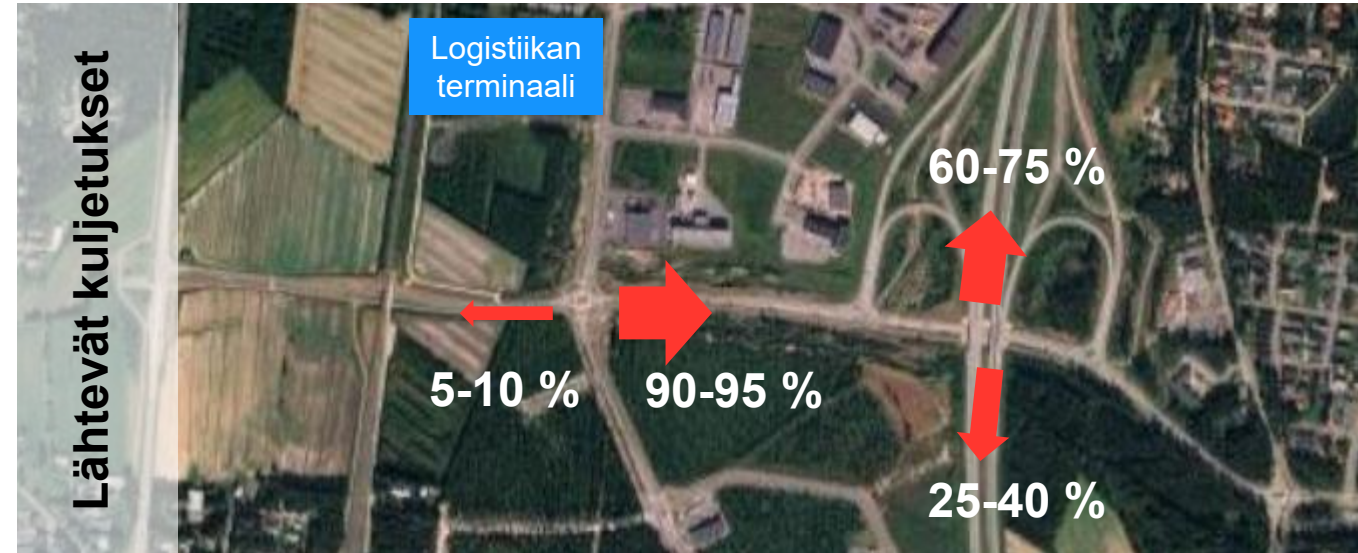 Lähtevät kuljetukset
Logistiikan
terminaali
60-75 %
5-10 %
90-95 %
25-40 %